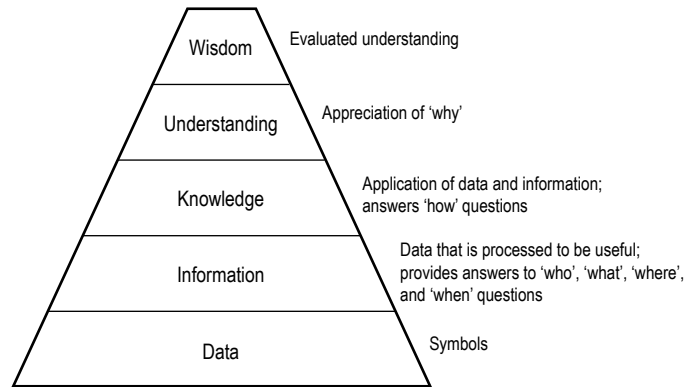 Wisdom
Evaluated understanding
Understanding
Appreciation of ‘why’
Knowledge
Application of data and information;
answers ‘how’ questions
Information
Data that is processed to be useful;
provides answers to ‘who’, ‘what’, ‘where’,
and ‘when’ questions
Data
Symbols